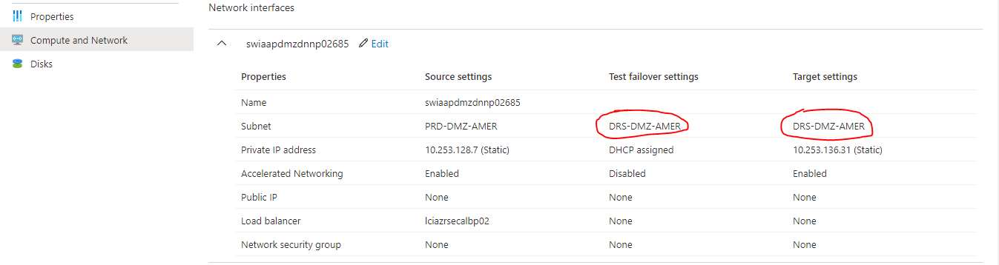 Network interfaces
Properties
Compute and Network
Disks
swiaapdmzdnnp02685 Edit
Properties Source settings Test failover settings Target settings
Name swiaapdmzdnnp02685
Subnet PRD-DMZ-AMER DRS-DMZ-AMER DRS-DMZ-AMER
Private IP address 10.253.128.7 (Static) DHCP assigned 10.253.136.31 (Static)
Accelerated Networking Enabled Disabled Enabled
Public IP None None None
Load balancer lciazrsecalbp02 None None
Network security group None None None